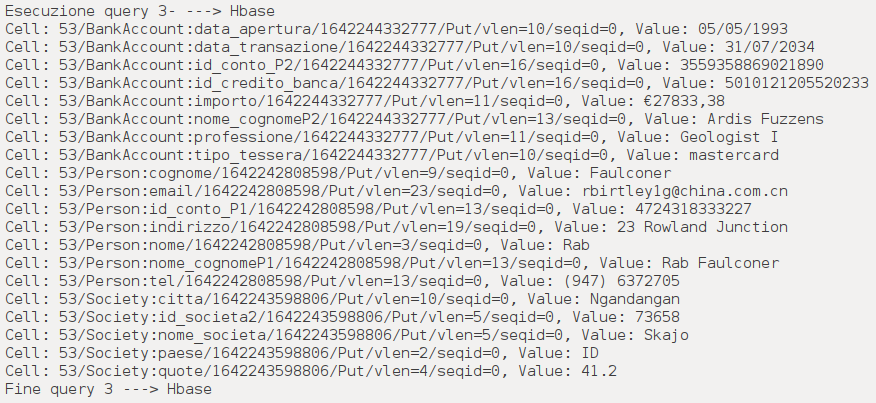 Esecuzione query 3- ---> Hbase
Cell: 53/BankAccount:data_apertura/1642244332777/Put/vlen=10/seqid=0, Value: 05/05/1993
Cell: 53/BankAccount:data_transazione/1642244332777/Put/vlen=10/seqid=0, Value: 31/07/2034
Cell: 53/BankAccount:id_conto_P2/1642244332777/Put/vlen=16/seqid=0, Value: 3559358869021890
Cell: 53/BankAccount:id_credito_banca/1642244332777/Put/vlen=16/seqid=0, Value: 5010121205520233
Cell: 53/BankAccount:importo/1642244332777/Put/vlen=11/seqid=0, Value: €27833,38
Cell: 53/BankAccount:nome_cognomeP2/1642244332777/Put/vlen=13/seqid=0, Value: Ardis Fuzzens
Cell: 53/BankAccount:professione/1642244332777/Put/vlen=11/seqid=0, Value: Geologist I
Cell: 53/BankAccount:tipo_tessera/1642244332777/Put/vlen=10/seqid=0, Value: mastercard
Cell: 53/Person:cognome/1642242808598/Put/vlen=9/seqid=0, Value: Faulconer
Cell: 53/Person:email/1642242808598/Put/vlen=23/seqid=0, Value: rbirtley1g@china.com.cn
Cell: 53/Person:id_conto_P1/1642242808598/Put/vlen=13/seqid=0, Value: 4724318333227
Cell: 53/Person:indirizzo/1642242808598/Put/vlen=19/seqid=0, Value: 23 Rowland Junction
Cell: 53/Person:nome/1642242808598/Put/vlen=3/seqid=0, Value: Rab
Cell: 53/Person:nome_cognomeP1/1642242808598/Put/vlen=13/seqid=0, Value: Rab Faulconer
Cell: 53/Person:tel/1642242808598/Put/vlen=13/seqid=0, Value: (947) 6372705
Cell: 53/Society:citta/1642243598806/Put/vlen=10/seqid=0, Value: Ngandangan
Cell: 53/Society:id_societa2/1642243598806/Put/vlen=5/seqid=0, Value: 73658
Cell: 53/Society:nome_societa/1642243598806/Put/vlen=5/seqid=0, Value: Skajo
Cell: 53/Society:paese/1642243598806/Put/vlen=2/seqid=0, Value: ID
Cell: 53/Society:quote/1642243598806/Put/vlen=4/seqid=0, Value: 41.2
Fine query 3 ---> Hbase